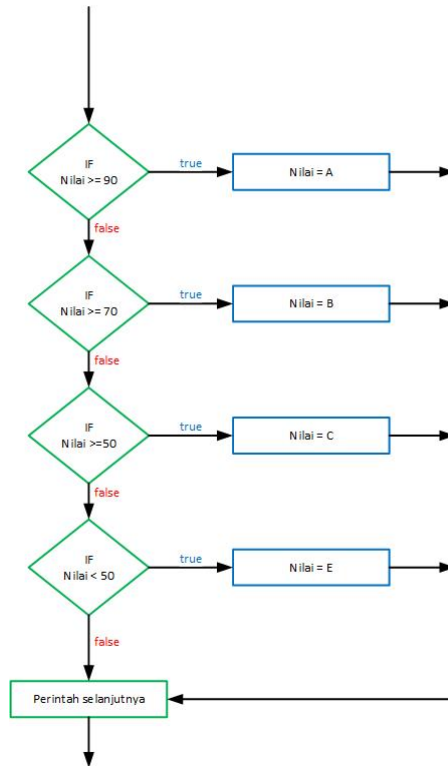 IF
Nilai >= 90
true
Nilai = A
false
IF
Nilai >= 70
true
Nilai = B
false
IF
Nilai >=50
true
Nilai = C
false
IF
Nilai < 50
true
Nilai = E
false
Perintah selanjutnya